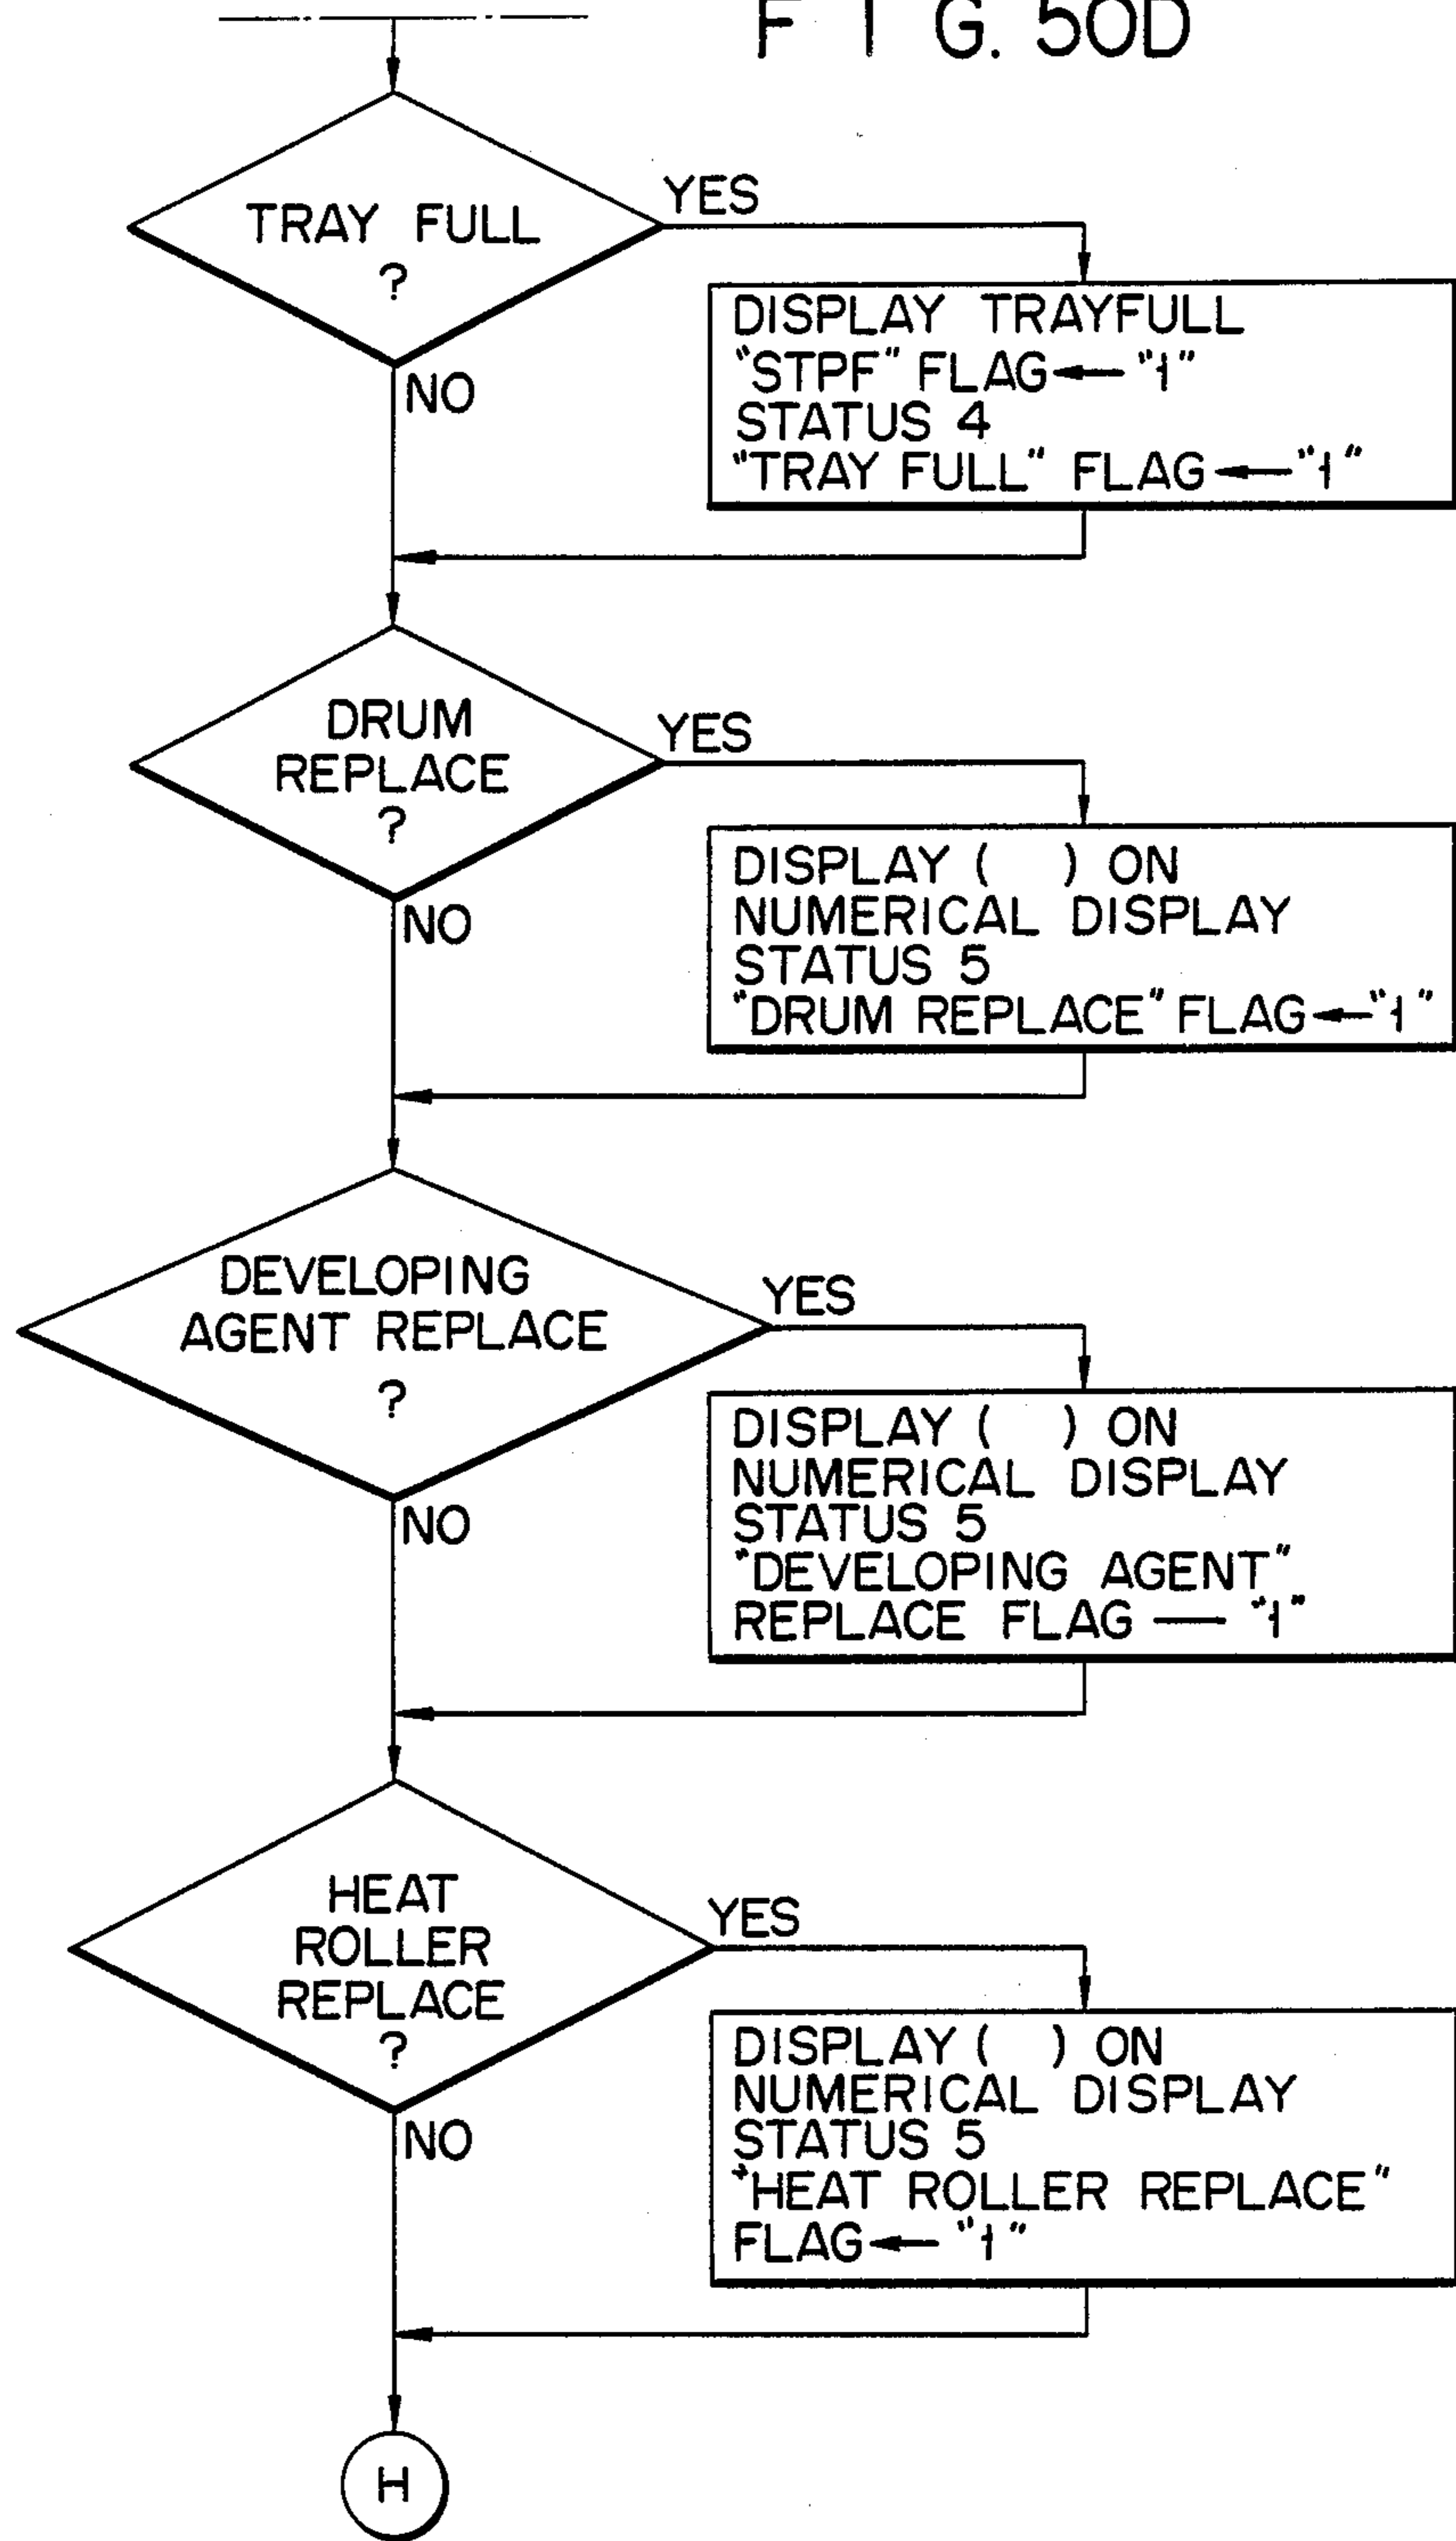 F I G. 50D
TRAY FULL
?
YES
NO
DISPLAY TRAYFULL
"STPF" FLAG ← "1"
STATUS 4
"TRAY FULL" FLAG ← "1"
DRUM
REPLACE
?
YES
NO
DISPLAY (   ) ON
NUMERICAL DISPLAY
STATUS 5
"DRUM REPLACE" FLAG ← "1"
DEVELOPING
AGENT REPLACE
?
YES
NO
DISPLAY (   ) ON
NUMERICAL DISPLAY
STATUS 5
"DEVELOPING AGENT"
REPLACE FLAG — "1"
HEAT
ROLLER
REPLACE
?
YES
NO
DISPLAY (   ) ON
NUMERICAL DISPLAY
STATUS 5
"HEAT ROLLER REPLACE"
FLAG ← "1"
H